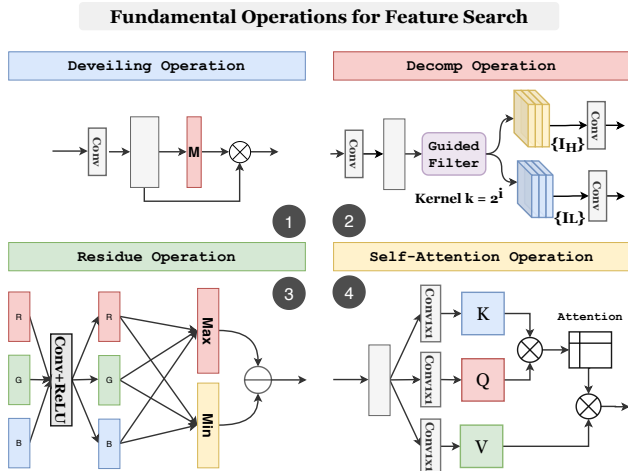 Fundamental Operations for Feature Search
Deveiling Operation
Conv
M
1
Decomp Operation
Conv
Guided
Filter
Kernel k = 2^i
{I_H}
Conv
{I_L}
Conv
2
Residue Operation
3
R
G
B
Conv+ReLU
R
G
B
Max
Min
Self-Attention Operation
4
Conv1x1
K
Conv1x1
Q
Conv1x1
V
Attention